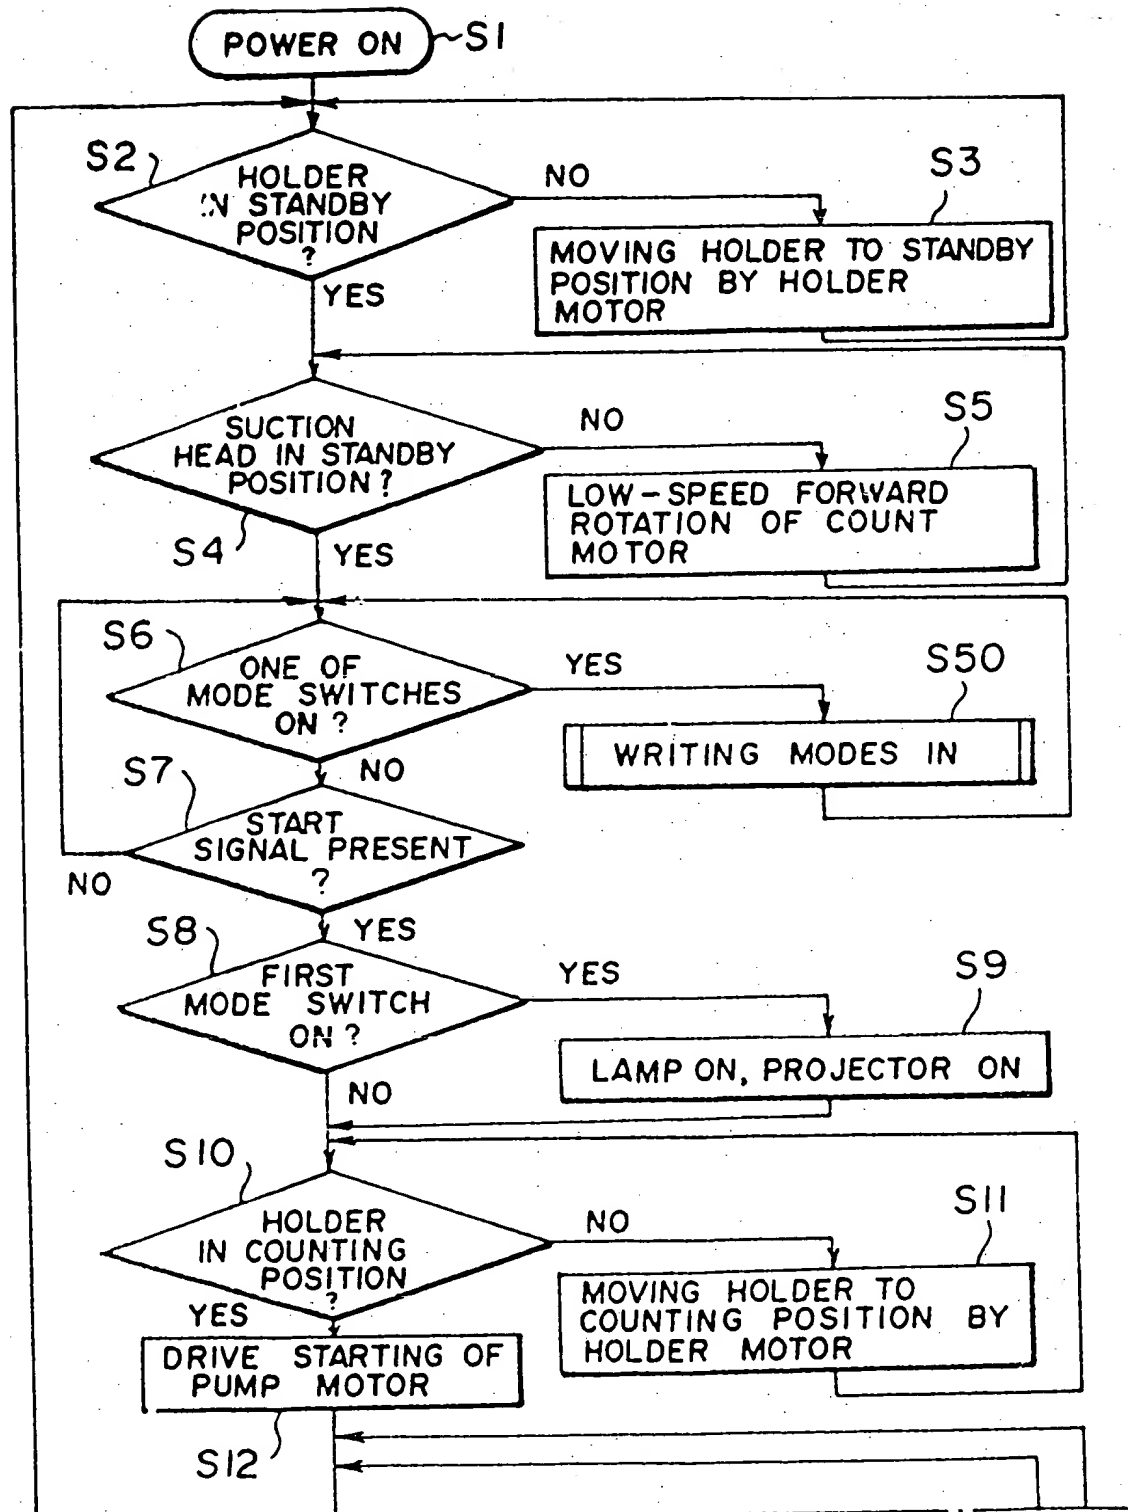 POWER ON
S1
S2
HOLDER
IN STANDBY
POSITION
?
NO
S3
MOVING HOLDER TO STANDBY
POSITION BY HOLDER
MOTOR
YES
SUCTION
HEAD IN STANDBY
POSITION?
NO
S5
LOW-SPEED FORWARD
ROTATION OF COUNT
MOTOR
S4
YES
S6
ONE OF
MODE SWITCHES
ON ?
YES
S50
WRITING MODES IN
NO
S7
START
SIGNAL PRESENT
?
NO
YES
S8
FIRST
MODE SWITCH
ON ?
YES
S9
LAMP ON, PROJECTOR ON
NO
S10
HOLDER
IN COUNTING
POSITION
?
NO
S11
MOVING HOLDER TO
COUNTING POSITION BY
HOLDER MOTOR
YES
DRIVE STARTING OF
PUMP MOTOR
S12